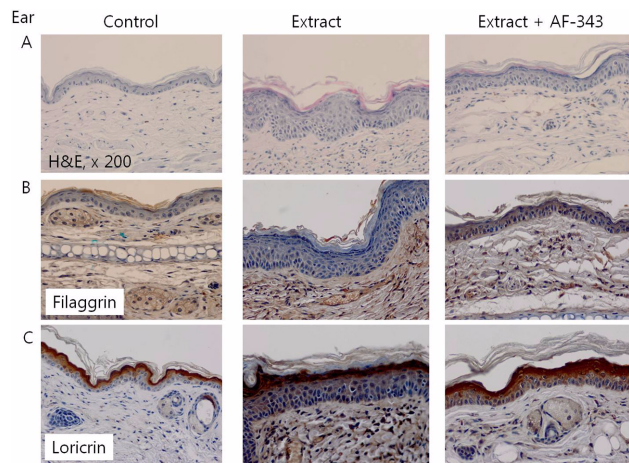 Ear
Control Extract Extract + AF-343
A
H&E, x 200
B
Filaggrin
C
Loricrin